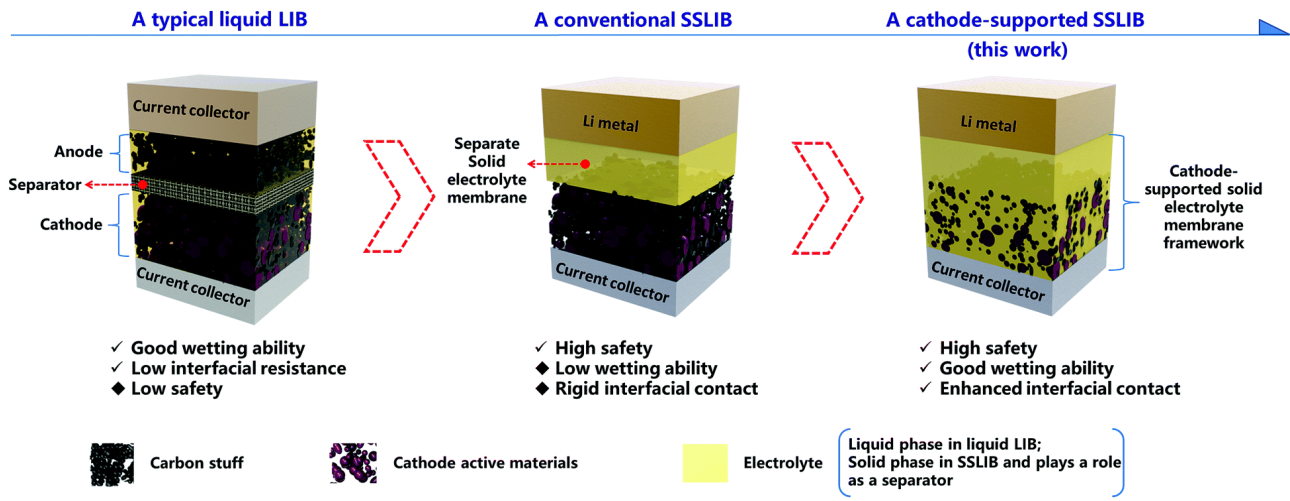 A typical liquid LIB
A conventional SSLIB
A cathode-supported SSLIB
(this work)
Current collector
Anode
Separator
Cathode
Current collector
Li metal
Separate
Solid
electrolyte
membrane
Current collector
Li metal
Cathode-
supported solid
electrolyte
membrane
framework
Current collector
✓ Good wetting ability
✓ Low interfacial resistance
◆ Low safety
✓ High safety
◆ Low wetting ability
◆ Rigid interfacial contact
✓ High safety
✓ Good wetting ability
✓ Enhanced interfacial contact
Carbon stuff
Cathode active materials
Electrolyte
Liquid phase in liquid LIB;
Solid phase in SSLIB and plays a role
as a separator